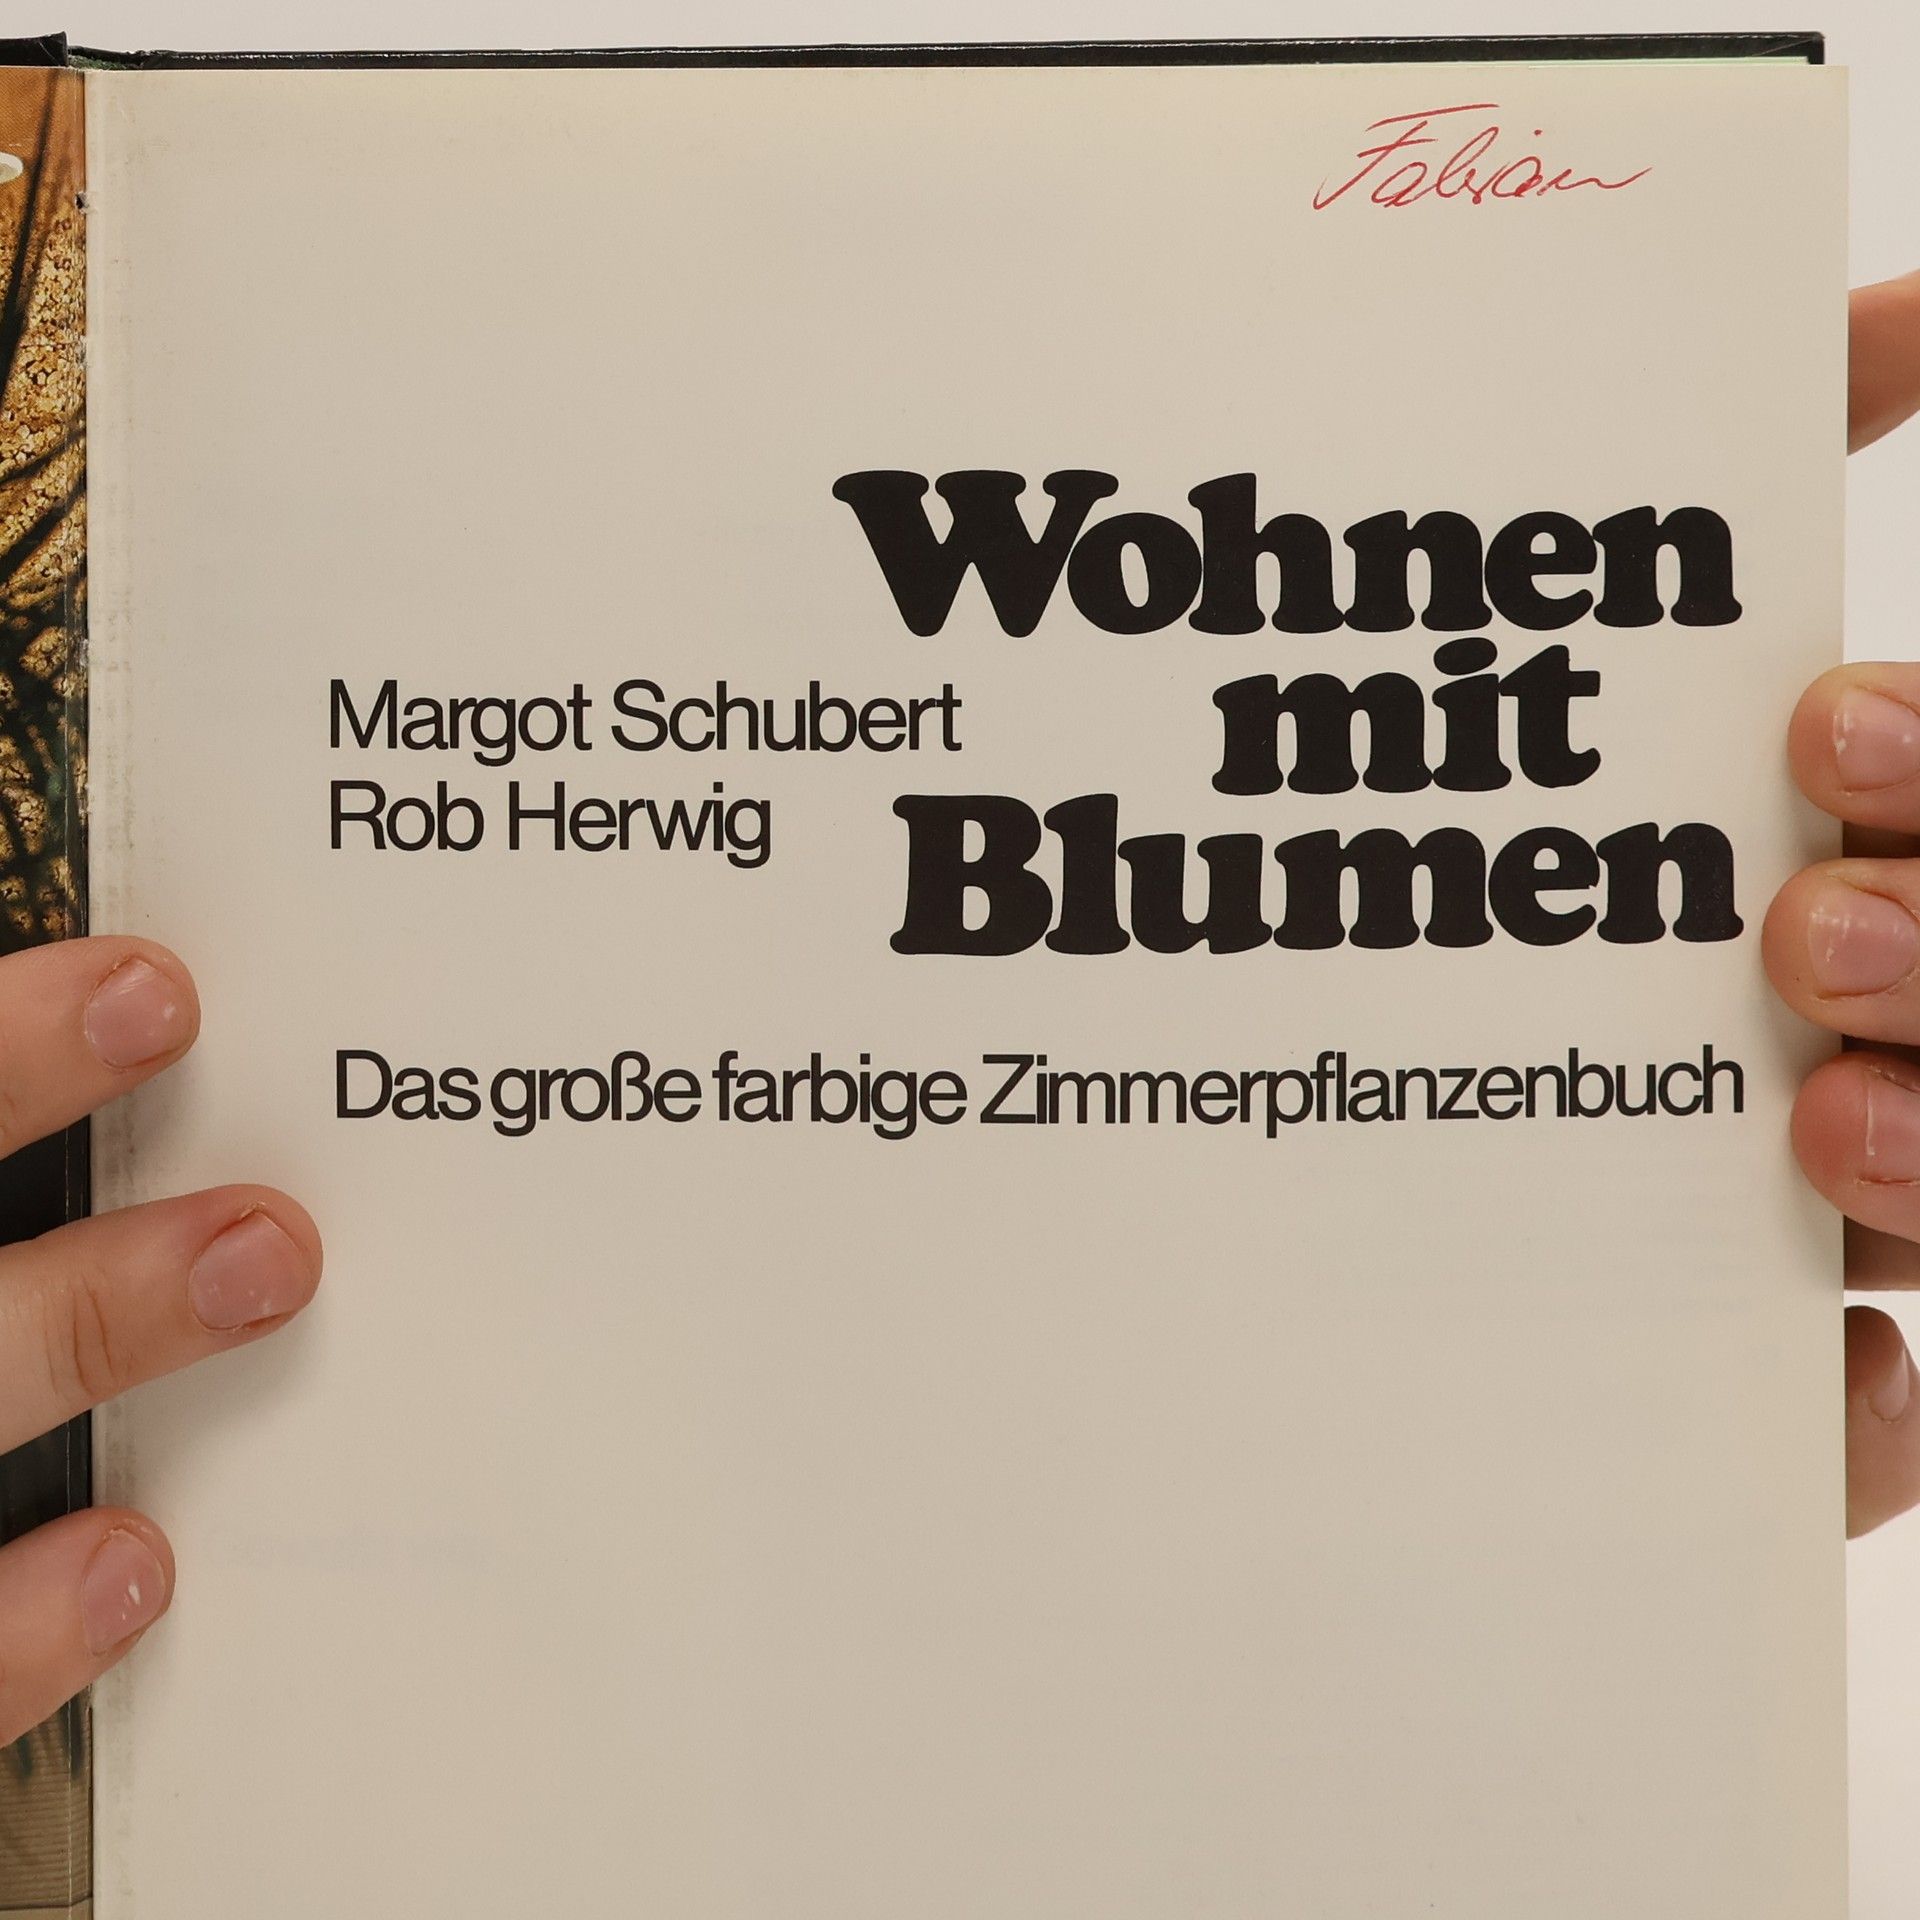 Fabian
Wohnen
mit
Blumen
Margot Schubert
Rob Herwig
Das große farbige Zimmerpflanzenbuch